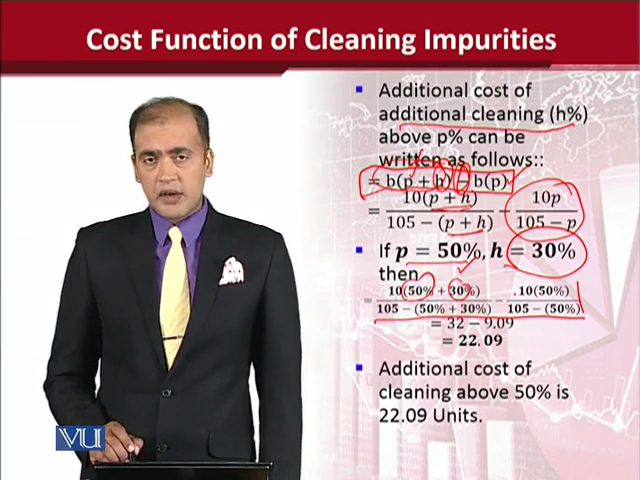 Cost Function of Cleaning Impurities
Additional cost of
additional cleaning (h%)
above p% can be
written as follows::
= b(p + h) − b(p)
= 10(p + h) / 105 − (p + h) − 10p / 105 − p
If p = 50%, h = 30%
then
= 10(50% + 30%) / 105 − (50% + 30%) − .10(50%) / 105 − (50%)
= 32 − 9.09
= 22.09
Additional cost of
cleaning above 50% is
22.09 Units.
VU